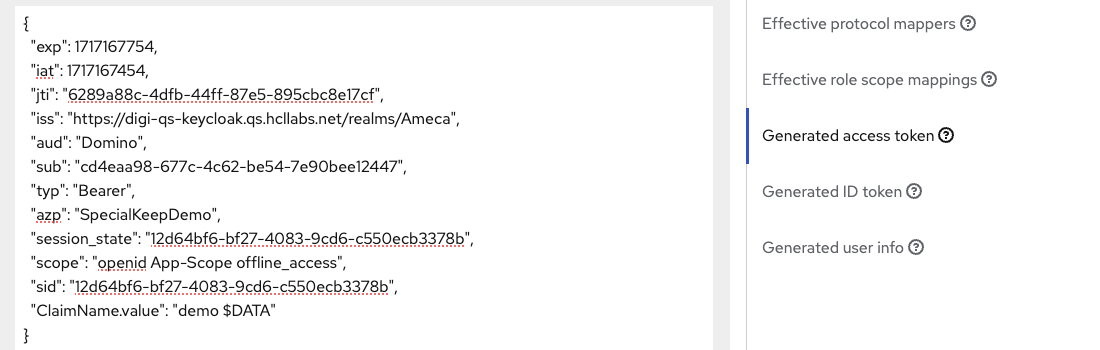 {
"exp": 1717167754,
"iat": 1717167454,
"jti": "6289a88c-4dfb-44ff-87e5-895cbc8e17cf",
"iss": "https://digi-qs-keycloak.qs.hcllabs.net/realms/Ameca",
"aud": "Domino",
"sub": "cd4eaa98-677c-4c62-be54-7e90bee12447",
"typ": "Bearer",
"azp": "SpecialKeepDemo",
"session_state": "12d64bf6-bf27-4083-9cd6-c550ecb3378b",
"scope": "openid App-Scope offline_access",
"sid": "12d64bf6-bf27-4083-9cd6-c550ecb3378b",
"ClaimName.value": "demo $DATA"
}
Effective protocol mappers ?
Effective role scope mappings ?
Generated access token ?
Generated ID token ?
Generated user info ?